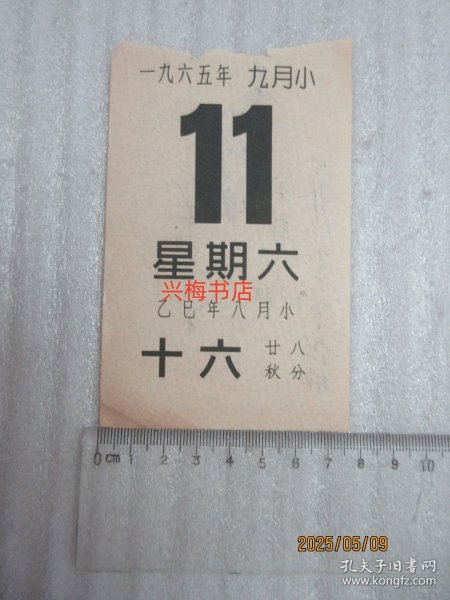 一九六五年 九月小
11
星期六
兴梅书店
乙巳年八月小
十六 廿八
秋分
0cm 1 2 3 4 5 6 7 8 9 10
2025/05/09
孔夫子旧书网
www.kongfz.com